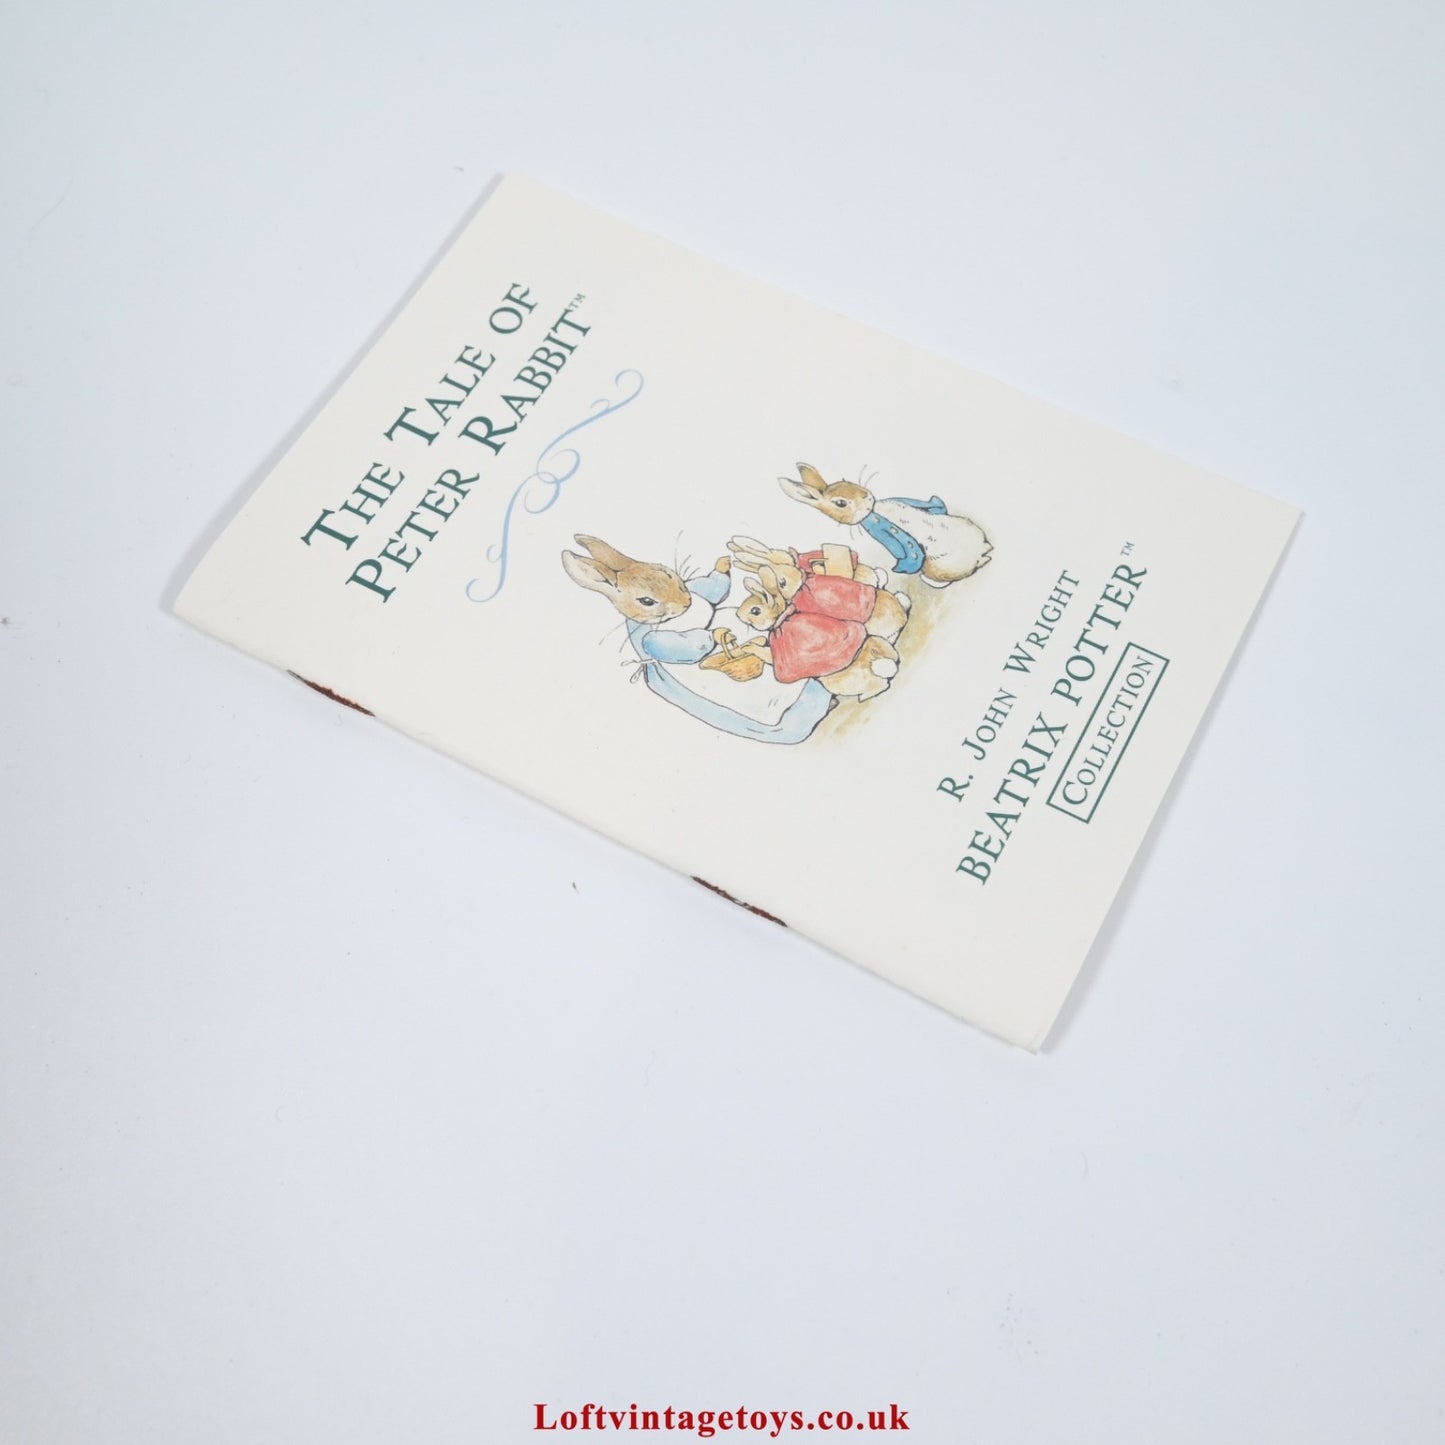 THE TALE OF
PETER RABBIT™
R. JOHN WRIGHT
BEATRIX POTTER™
COLLECTION
Loftvintagetoys.co.uk